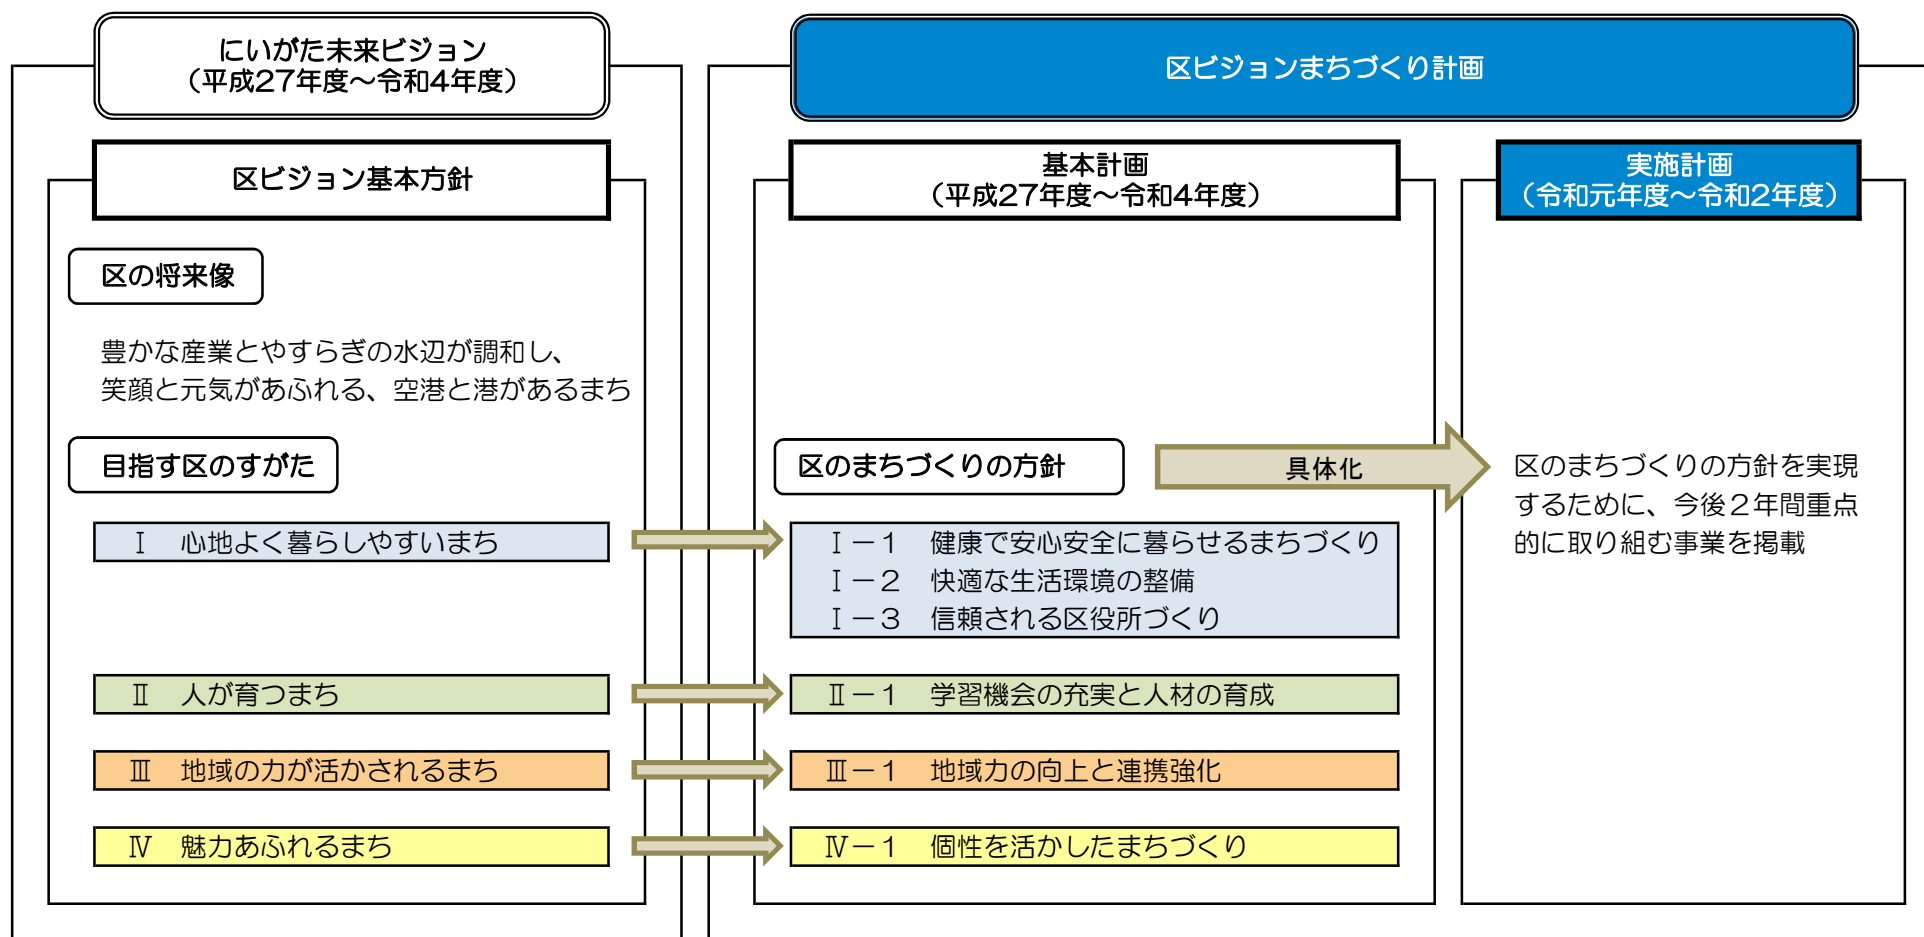 にいがた未来ビジョン
（平成27年度～令和4年度）
区ビジョンまちづくり計画
区ビジョン基本方針
基本計画
（平成27年度～令和4年度）
実施計画
（令和元年度～令和2年度）
区の将来像
豊かな産業とやすらぎの水辺が調和し、
笑顔と元気があふれる、空港と港があるまち
目指す区のすがた
区のまちづくりの方針
具体化
区のまちづくりの方針を実現
するために、今後２年間重点
的に取り組む事業を掲載
Ⅰ　心地よく暮らしやすいまち
Ⅰ－１　健康で安心安全に暮らせるまちづくり
Ⅰ－２　快適な生活環境の整備
Ⅰ－３　信頼される区役所づくり
Ⅱ　人が育つまち
Ⅱ－１　学習機会の充実と人材の育成
Ⅲ　地域の力が活かされるまち
Ⅲ－１　地域力の向上と連携強化
Ⅳ　魅力あふれるまち
Ⅳ－１　個性を活かしたまちづくり